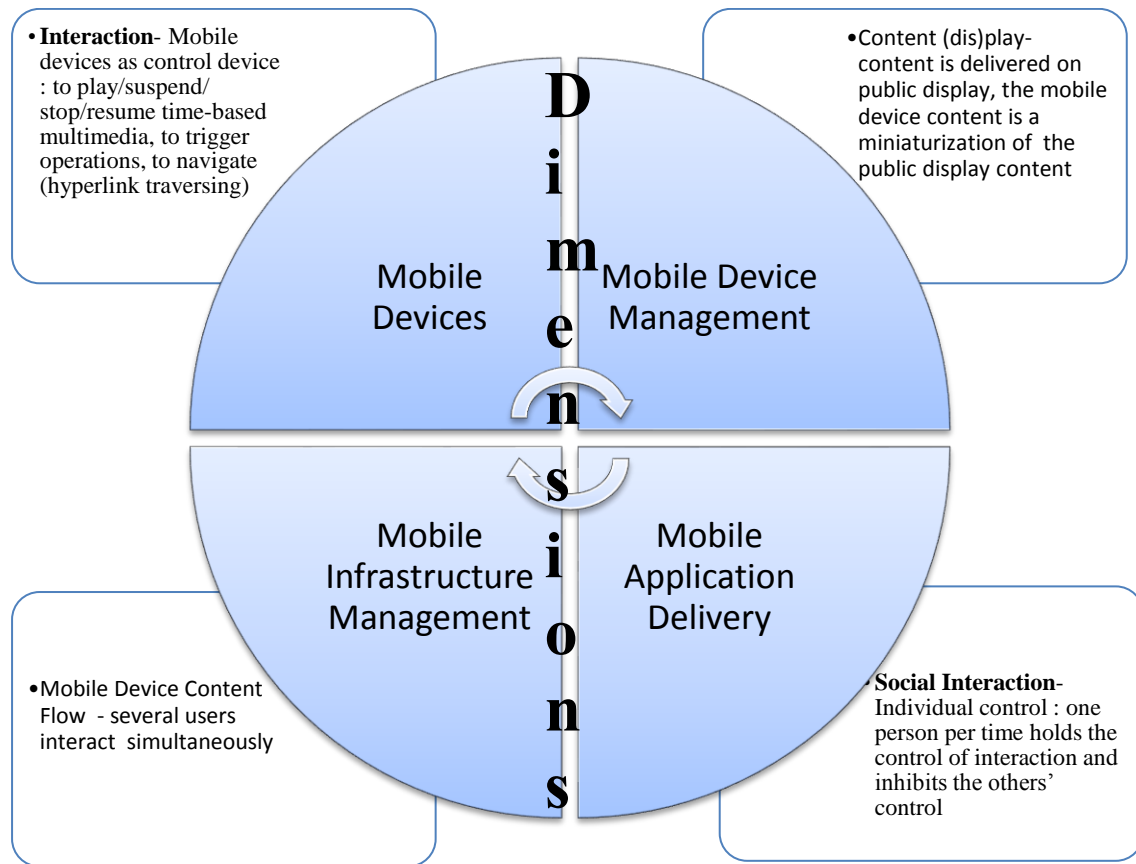 • Interaction- Mobile
devices as control device
: to play/suspend/
stop/resume time-based
multimedia, to trigger
operations, to navigate
(hyperlink traversing)
•Content (dis)play-
content is delivered on
public display, the mobile
device content is a
miniaturization of the
public display content
Dimensions
Mobile
Devices
Mobile Device
Management
Mobile
Infrastructure
Management
Mobile
Application
Delivery
•Mobile Device Content
Flow - several users
interact simultaneously
• Social Interaction-
Individual control : one
person per time holds the
control of interaction and
inhibits the others’
control